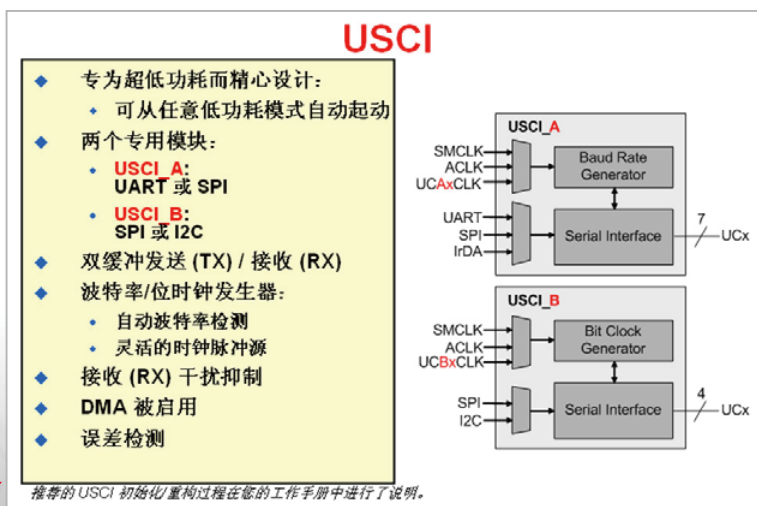 USCI
专为超低功耗而精心设计：
可从任意低功耗模式自动起动
两个专用模块：
USCI_A:
UART 或 SPI
USCI_B:
SPI 或 I2C
双缓冲发送 (TX) / 接收 (RX)
波特率/位时钟发生器：
自动波特率检测
灵活的时钟脉冲源
接收 (RX) 干扰抑制
DMA 被启用
误差检测
USCI_A
SMCLK
ACLK
UCAxCLK
Baud Rate
Generator
UART
SPI
IrDA
Serial Interface
7
UCx
USCI_B
SMCLK
ACLK
UCBxCLK
Bit Clock
Generator
SPI
I2C
Serial Interface
4
UCx
推荐的 USCI 初始化/重构过程在您的工作手册中进行了说明。